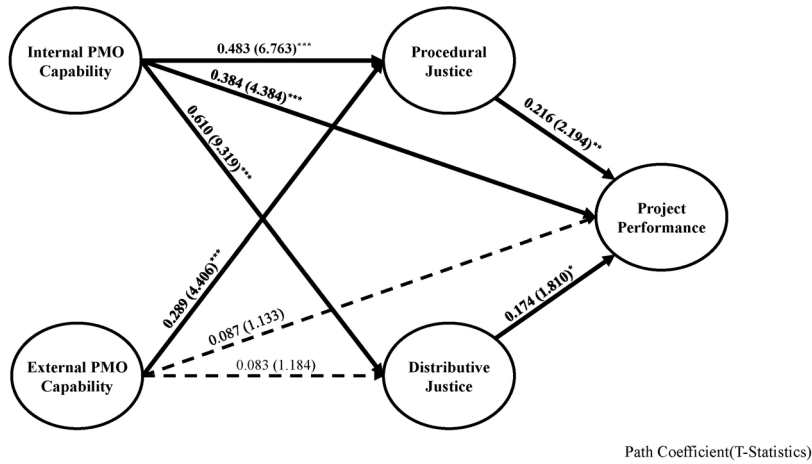 Internal PMO
Capability
0.483 (6.763)***
Procedural
Justice
0.384 (4.384)***
0.610 (9.319)***
0.216 (2.194)**
Project
Performance
0.289 (4.406)***
0.087 (1.133)
0.174 (1.810)*
External PMO
Capability
0.083 (1.184)
Distributive
Justice
Path Coefficient(T-Statistics)